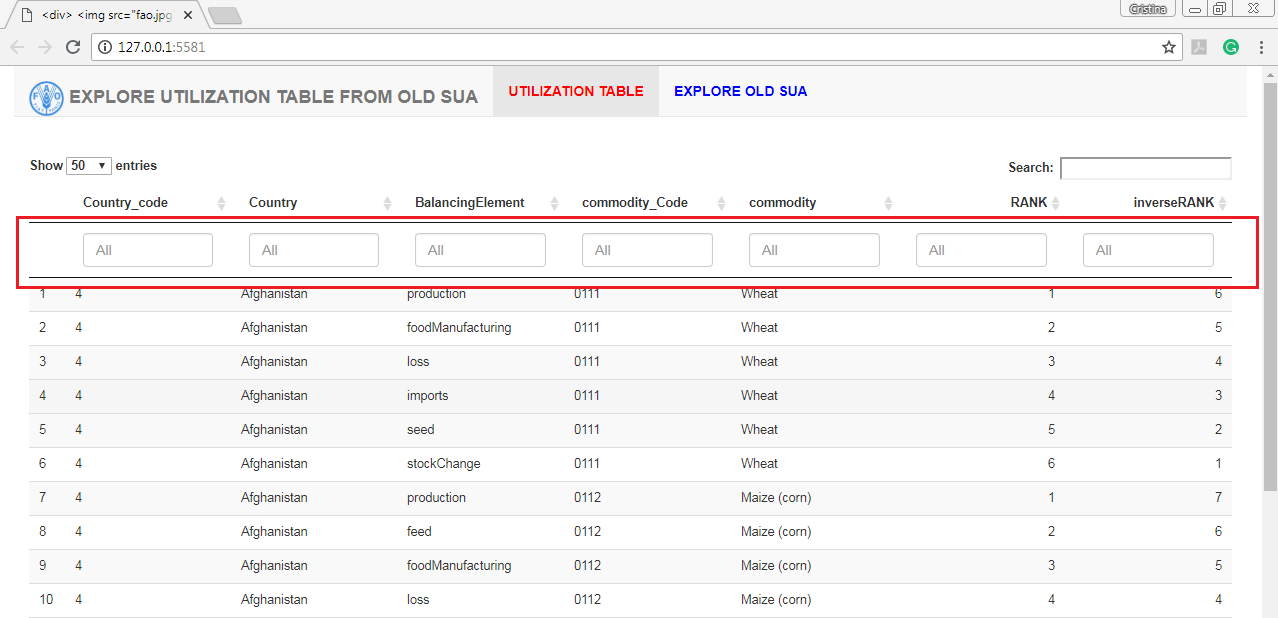 <div> <img src="fao.jpg
Cristina
127.0.0.1:5581
FAO EXPLORE UTILIZATION TABLE FROM OLD SUA UTILIZATION TABLE EXPLORE OLD SUA
Show 50 entries Search:
Country_code Country BalancingElement commodity_Code commodity RANK inverseRANK
All All All All All All All
1 4 Afghanistan production 0111 Wheat 1 6
2 4 Afghanistan foodManufacturing 0111 Wheat 2 5
3 4 Afghanistan loss 0111 Wheat 3 4
4 4 Afghanistan imports 0111 Wheat 4 3
5 4 Afghanistan seed 0111 Wheat 5 2
6 4 Afghanistan stockChange 0111 Wheat 6 1
7 4 Afghanistan production 0112 Maize (corn) 1 7
8 4 Afghanistan feed 0112 Maize (corn) 2 6
9 4 Afghanistan foodManufacturing 0112 Maize (corn) 3 5
10 4 Afghanistan loss 0112 Maize (corn) 4 4